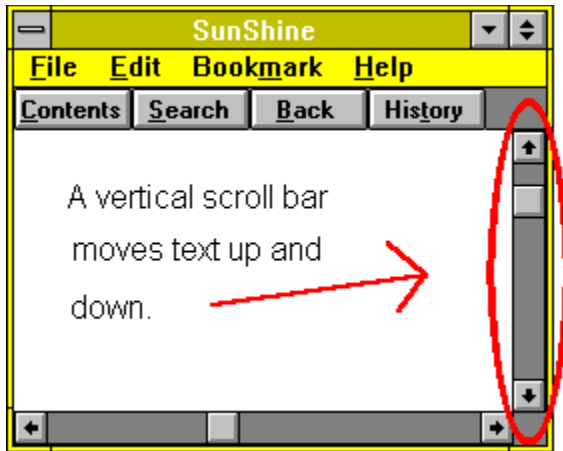 SunShine
File Edit Bookmark Help
Contents Search Back History
A vertical scroll bar
moves text up and
down.